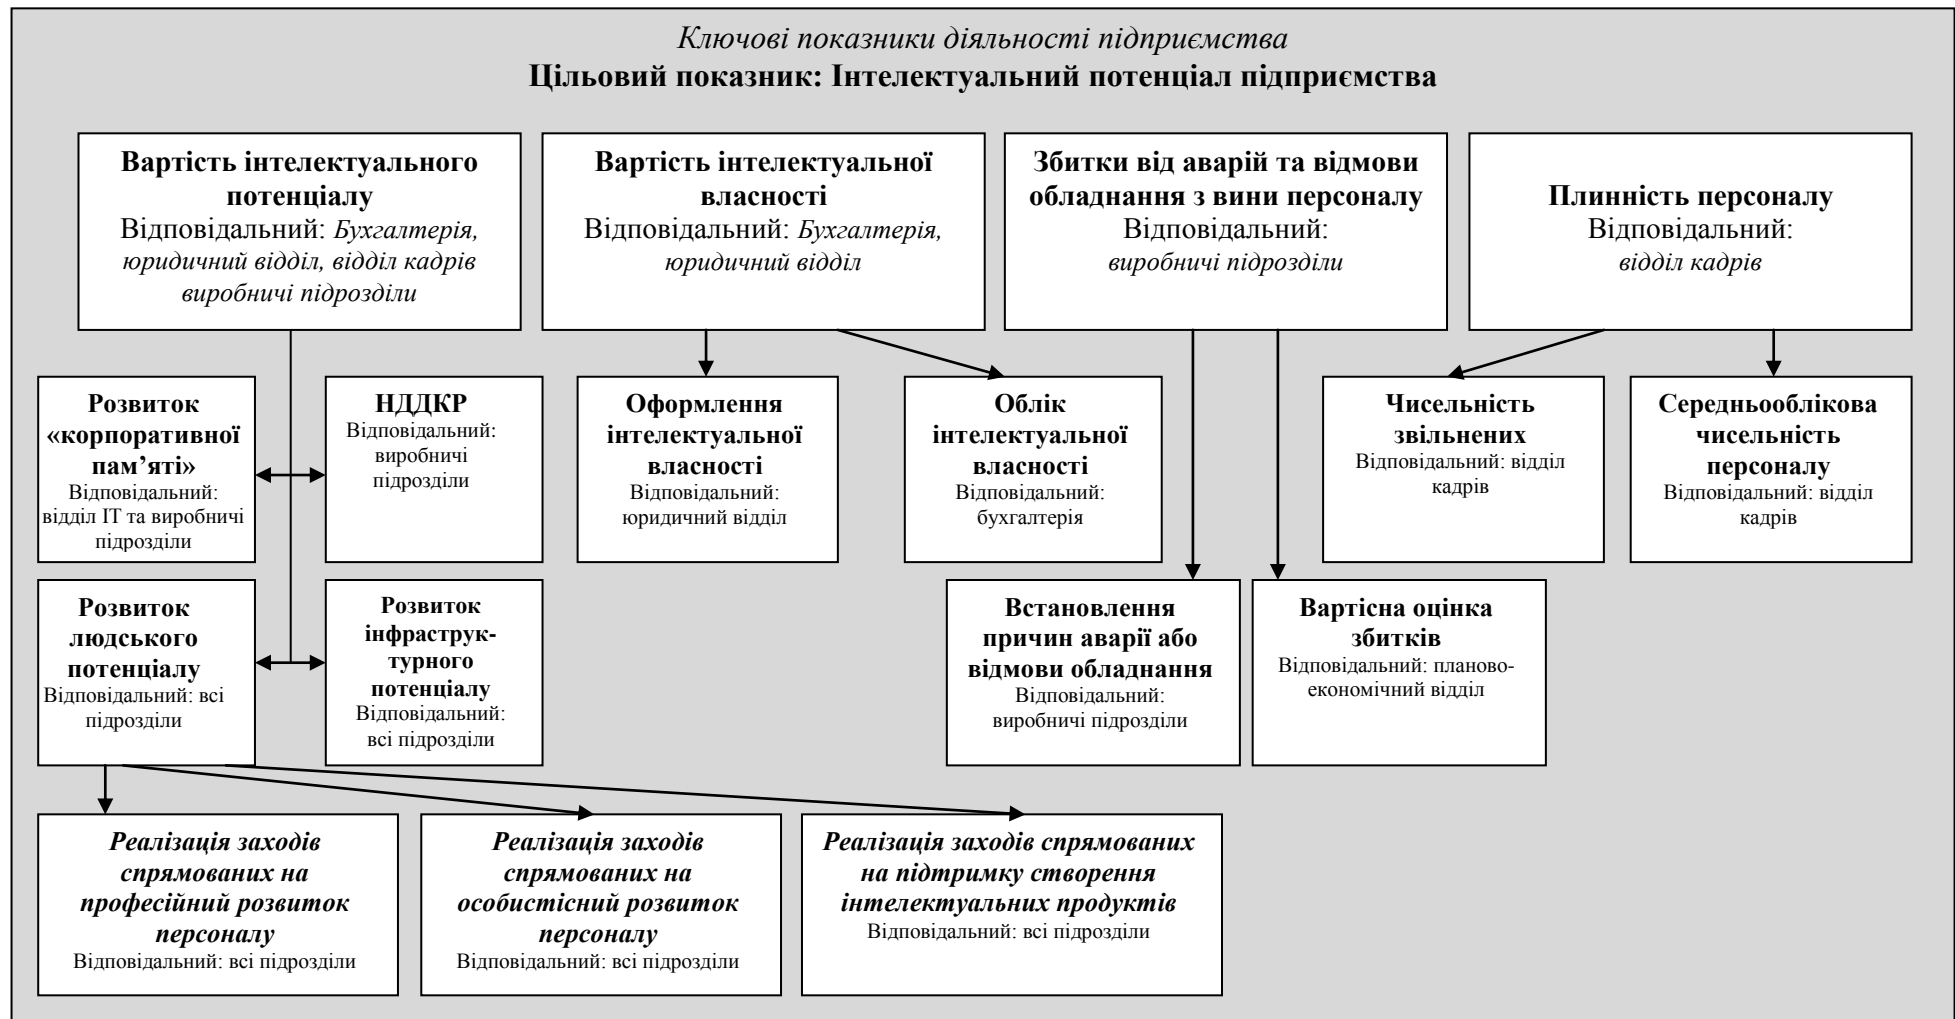 Ключові показники діяльності підприємства
Цільовий показник: Інтелектуальний потенціал підприємства
Вартість інтелектуального
потенціалу
Відповідальний: Бухгалтерія,
юридичний відділ, відділ кадрів
виробничі підрозділи
Вартість інтелектуальної
власності
Відповідальний: Бухгалтерія,
юридичний відділ
Збитки від аварій та відмови
обладнання з вини персоналу
Відповідальний:
виробничі підрозділи
Плинність персоналу
Відповідальний:
відділ кадрів
Розвиток
«корпоративної
пам’яті»
Відповідальний:
відділ ІТ та виробничі
підрозділи
НДДКР
Відповідальний:
виробничі
підрозділи
Оформлення
інтелектуальної
власності
Відповідальний:
юридичний відділ
Облік
інтелектуальної
власності
Відповідальний:
бухгалтерія
Чисельність
звільнених
Відповідальний: відділ
кадрів
Середньооблікова
чисельність
персоналу
Відповідальний: відділ
кадрів
Розвиток
людського
потенціалу
Відповідальний: всі
підрозділи
Розвиток
інфраструк-
турного
потенціалу
Відповідальний:
всі підрозділи
Встановлення
причин аварії або
відмови обладнання
Відповідальний:
виробничі підрозділи
Вартісна оцінка
збитків
Відповідальний: планово-
економічний відділ
Реалізація заходів
спрямованих на
професійний розвиток
персоналу
Відповідальний: всі підрозділи
Реалізація заходів
спрямованих на
особистісний розвиток
персоналу
Відповідальний: всі підрозділи
Реалізація заходів спрямованих
на підтримку створення
інтелектуальних продуктів
Відповідальний: всі підрозділи